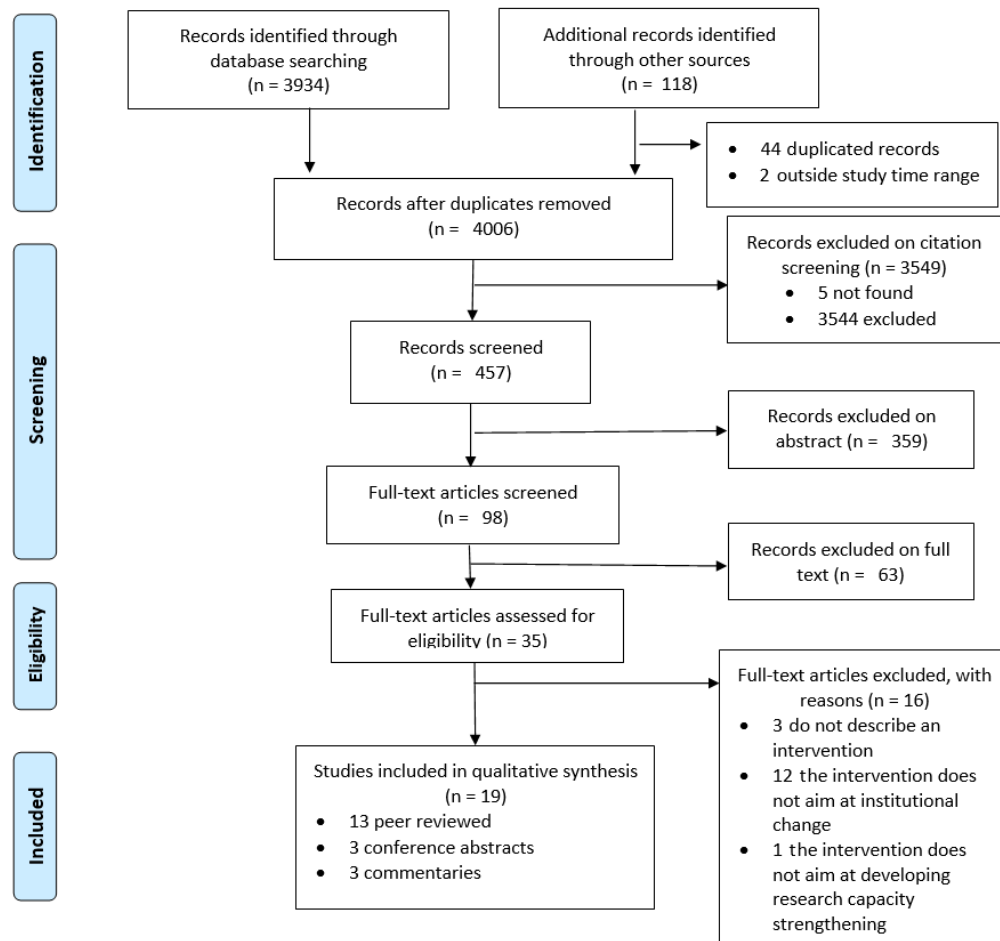 Identification
Records identified through
database searching
(n = 3934)
Additional records identified
through other sources
(n = 118)
• 44 duplicated records
• 2 outside study time range
Records after duplicates removed
(n = 4006)
Screening
Records excluded on citation
screening (n = 3549)
• 5 not found
• 3544 excluded
Records screened
(n = 457)
Records excluded on
abstract (n = 359)
Full-text articles screened
(n = 98)
Records excluded on full
text (n = 63)
Eligibility
Full-text articles assessed for
eligibility (n = 35)
Full-text articles excluded, with
reasons (n = 16)
• 3 do not describe an
intervention
• 12 the intervention does
not aim at institutional
change
• 1 the intervention does
not aim at developing
research capacity
strengthening
Included
Studies included in qualitative synthesis
(n = 19)
• 13 peer reviewed
• 3 conference abstracts
• 3 commentaries